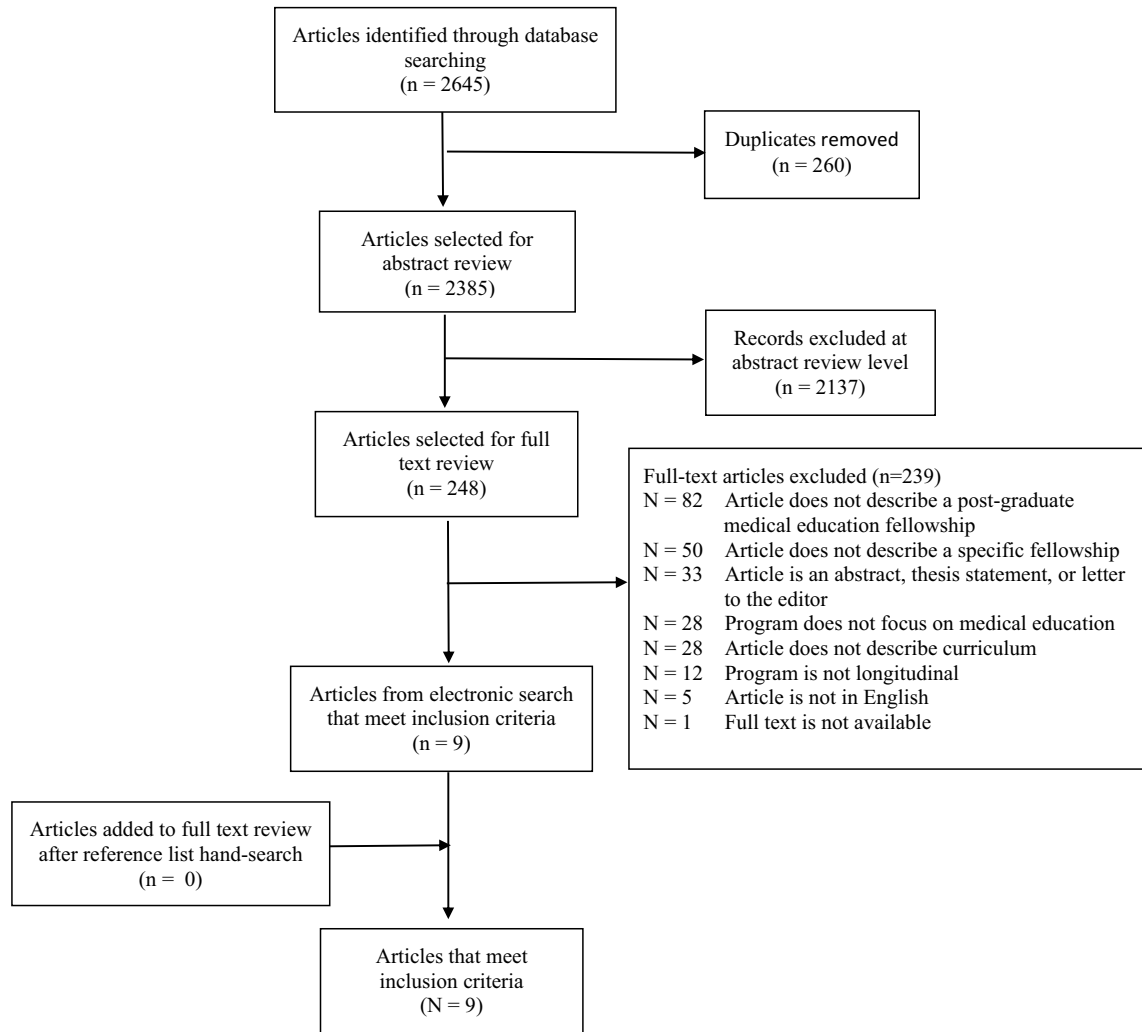 Articles identified through database
searching
(n = 2645)
Duplicates removed
(n = 260)
Articles selected for
abstract review
(n = 2385)
Records excluded at
abstract review level
(n = 2137)
Articles selected for full
text review
(n = 248)
Full-text articles excluded (n=239)
N = 82 Article does not describe a post-graduate
medical education fellowship
N = 50 Article does not describe a specific fellowship
N = 33 Article is an abstract, thesis statement, or letter
to the editor
N = 28 Program does not focus on medical education
N = 28 Article does not describe curriculum
N = 12 Program is not longitudinal
N = 5 Article is not in English
N = 1 Full text is not available
Articles from electronic search
that meet inclusion criteria
(n = 9)
Articles added to full text review
after reference list hand-search
(n = 0)
Articles that meet
inclusion criteria
(N = 9)